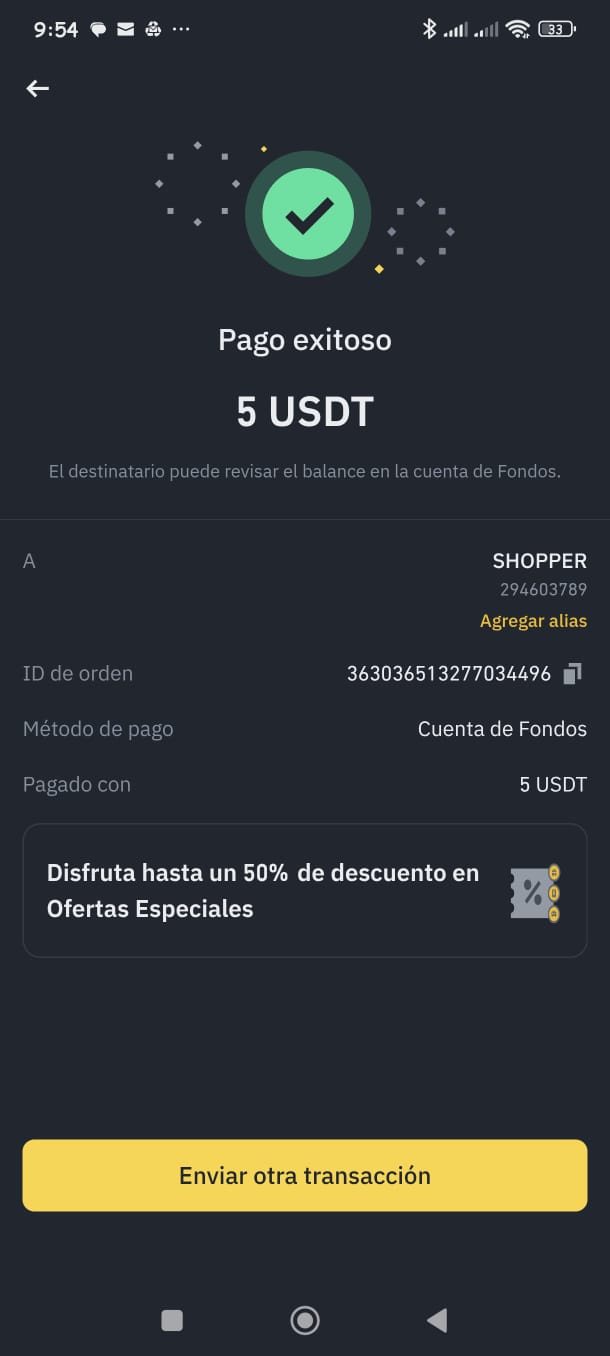 9:54
33
Pago exitoso
5 USDT
El destinatario puede revisar el balance en la cuenta de Fondos.
A
SHOPPER
294603789
Agregar alias
ID de orden
363036513277034496
Método de pago
Cuenta de Fondos
Pagado con
5 USDT
Disfruta hasta un 50% de descuento en
Ofertas Especiales
%
Enviar otra transacción